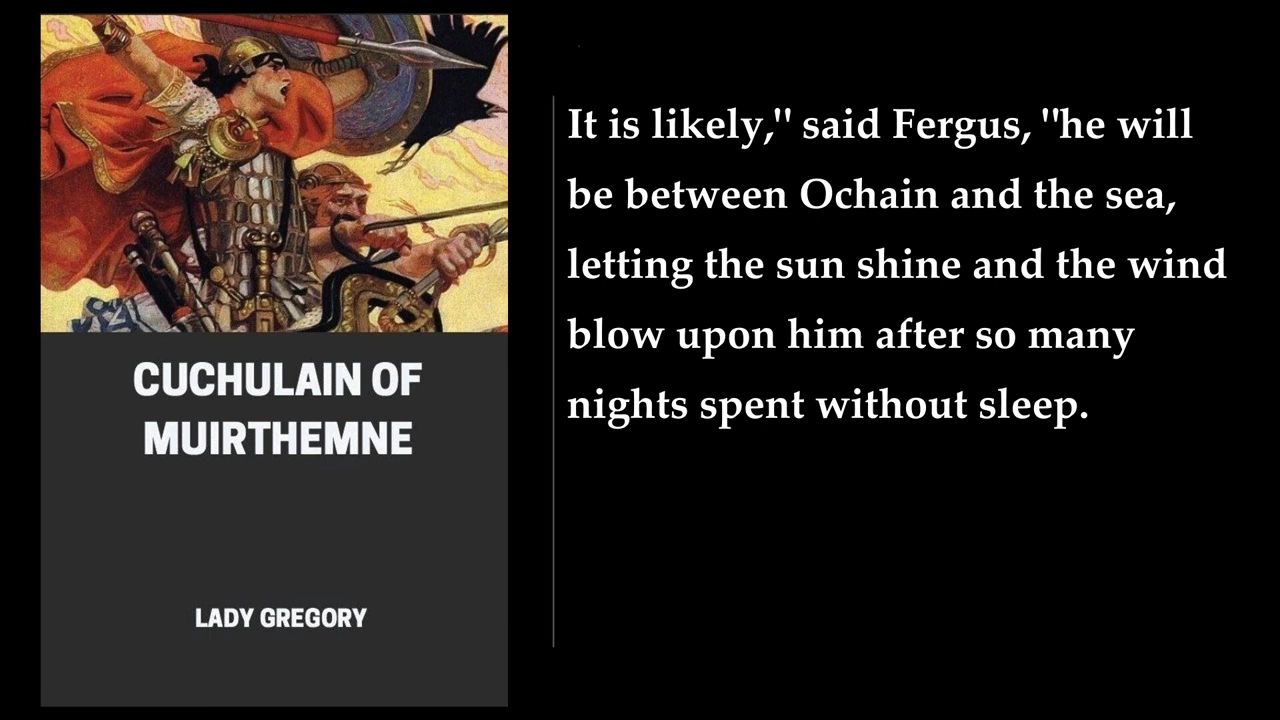 CUCHULAIN OF
MUIRTHEMNE
LADY GREGORY
It is likely," said Fergus, "he will
be between Ochain and the sea,
letting the sun shine and the wind
blow upon him after so many
nights spent without sleep.